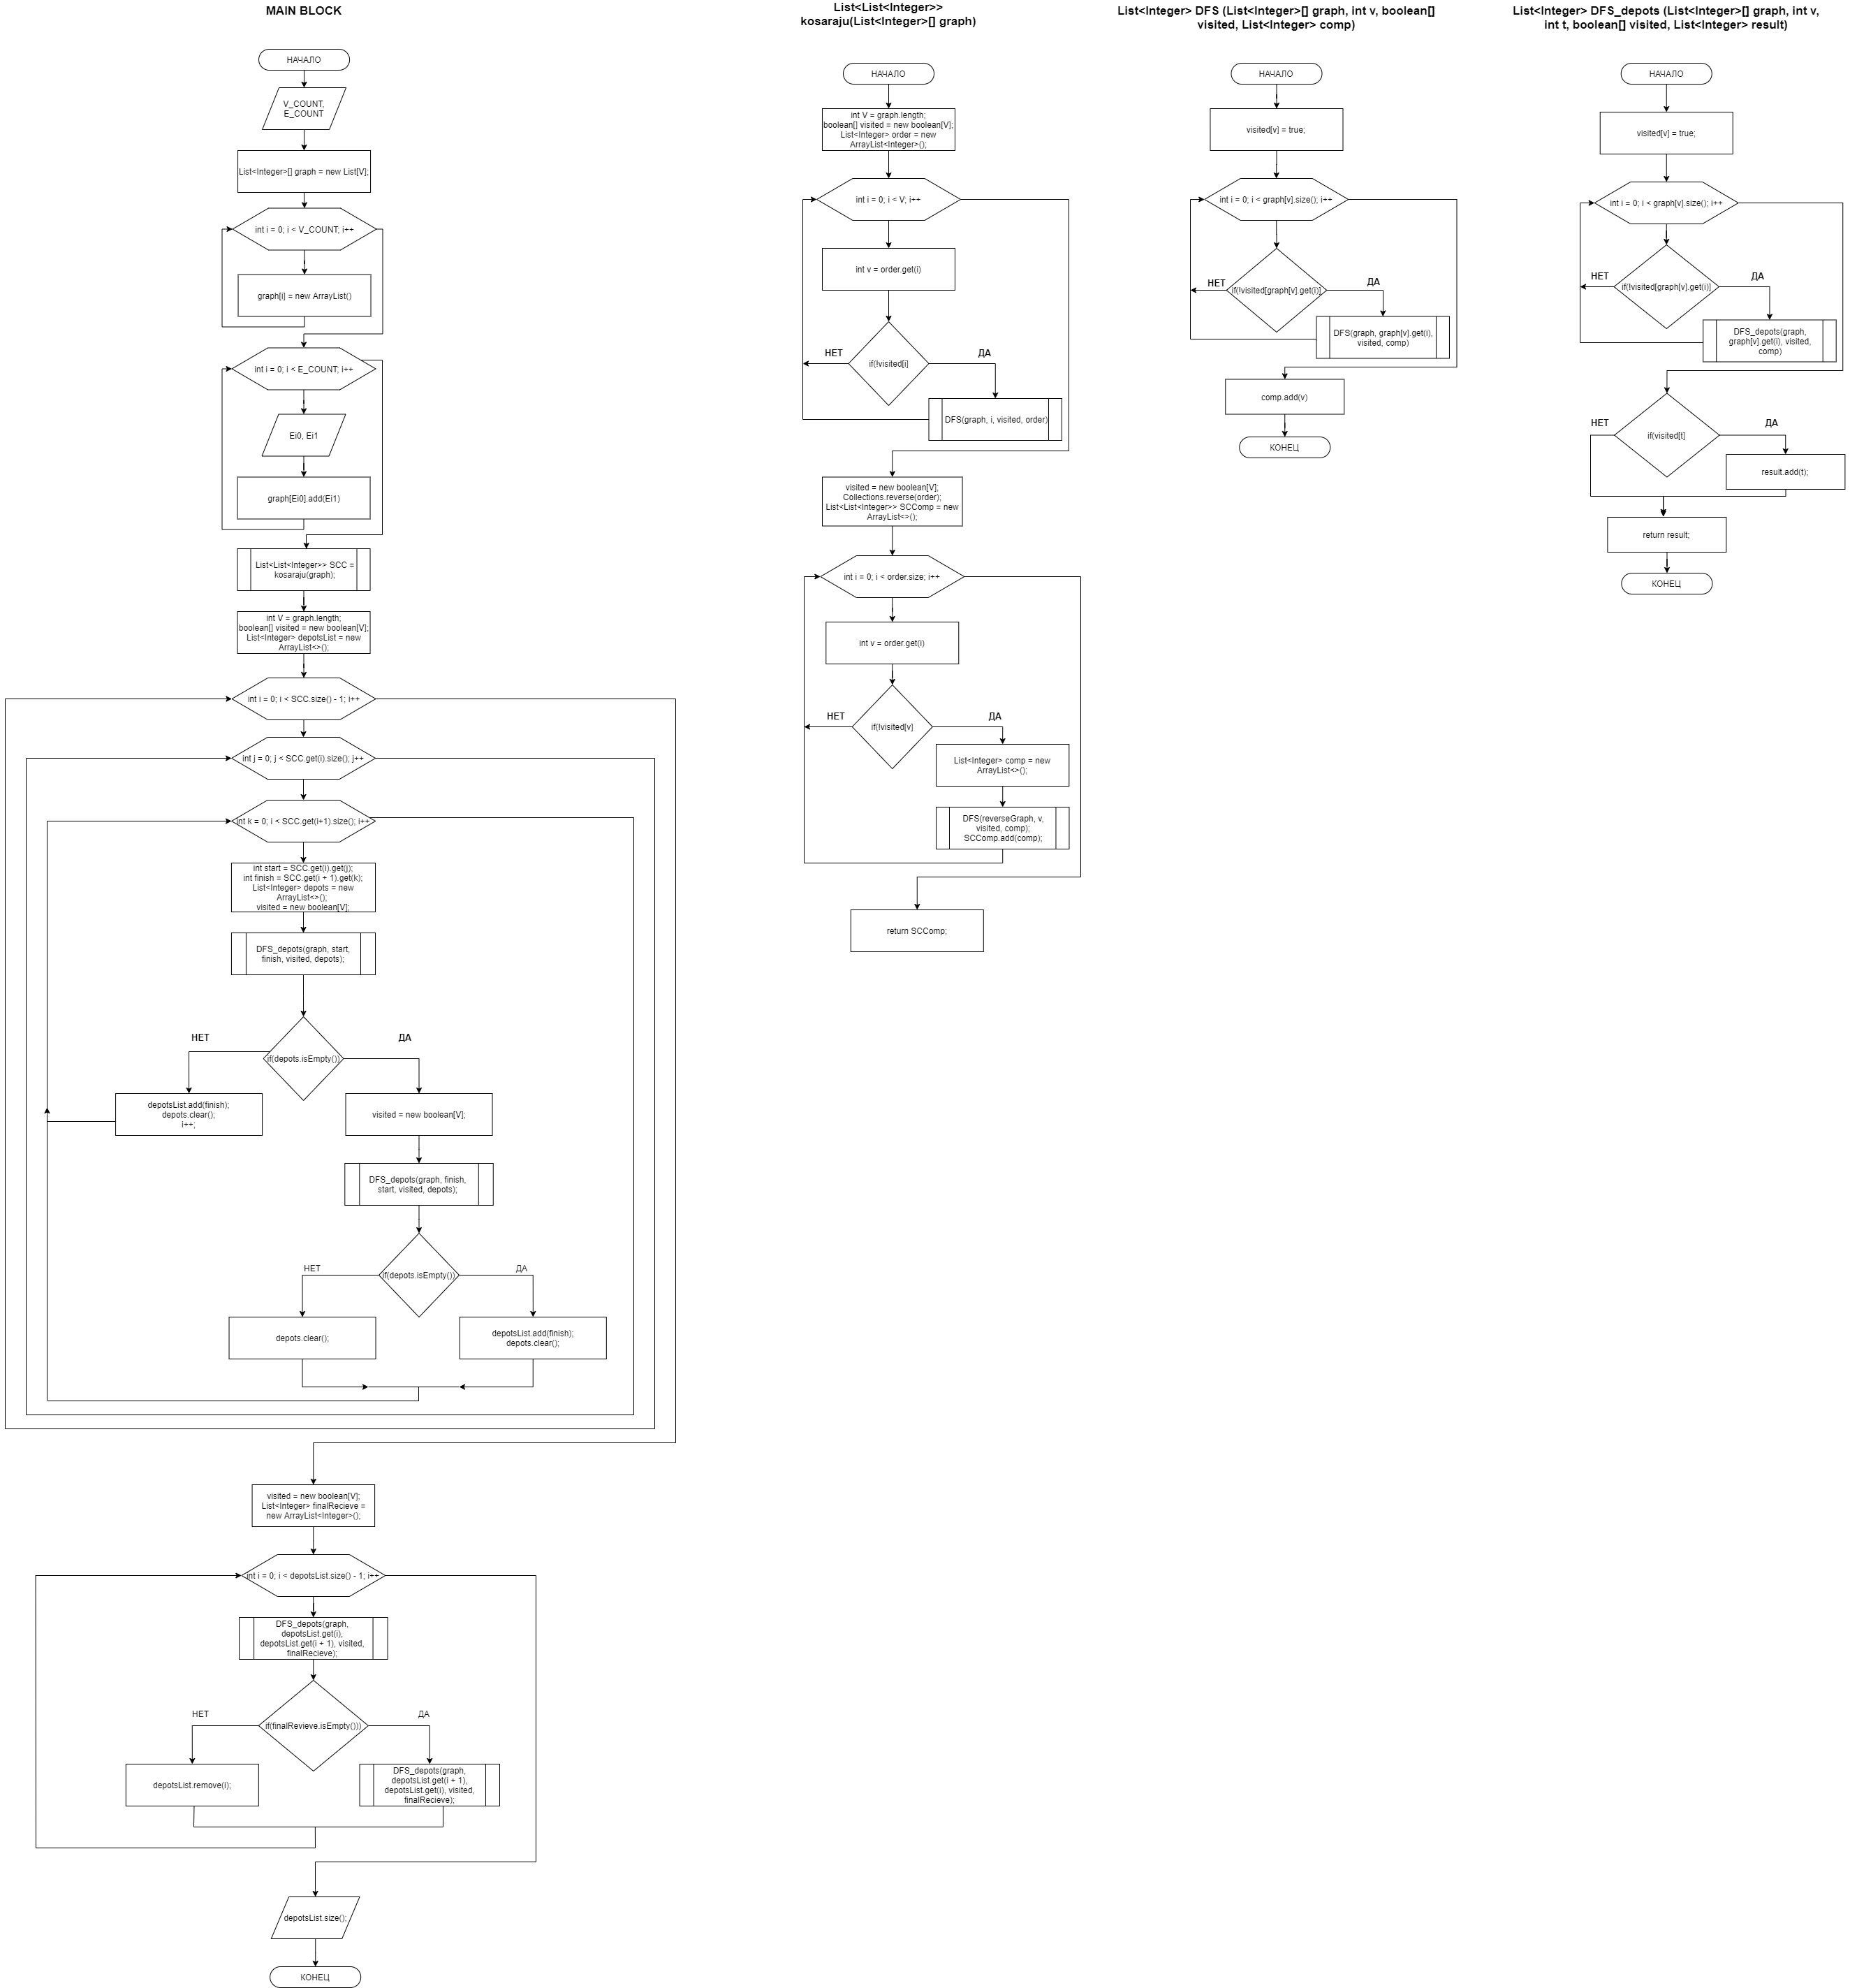 MAIN BLOCK
НАЧАЛО
V_COUNT,
E_COUNT
List<Integer>[] graph = new List[V];
int i = 0; i < V_COUNT; i++
graph[i] = new ArrayList()
int i = 0; i < E_COUNT; i++
Ei0, Ei1
graph[Ei0].add(Ei1)
List<List<Integer>> SCC =
kosaraju(graph);
int V = graph.length;
boolean[] visited = new boolean[V];
List<Integer> depotsList = new
ArrayList<>();
int i = 0; i < SCC.size() - 1; i++
int j = 0; j < SCC.get(i).size(); j++
int k = 0; i < SCC.get(i+1).size(); i++
int start = SCC.get(i).get(j);
int finish = SCC.get(i + 1).get(k);
List<Integer> depots = new
ArrayList<>();
visited = new boolean[V];
DFS_depots(graph, start,
finish, visited, depots);
НЕТ
ДА
if(depots.isEmpty())
depotsList.add(finish);
depots.clear();
i++;
visited = new boolean[V];
DFS_depots(graph, finish,
start, visited, depots);
НЕТ
ДА
if(depots.isEmpty())
depots.clear();
depotsList.add(finish);
depots.clear();
visited = new boolean[V];
List<Integer> finalRecieve =
new ArrayList<Integer>();
int i = 0; i < depotsList.size() - 1; i++
DFS_depots(graph,
depotsList.get(i),
depotsList.get(i + 1), visited,
finalRecieve);
НЕТ
ДА
if(finalRevieve.isEmpty()))
depotsList.remove(i);
DFS_depots(graph,
depotsList.get(i + 1),
depotsList.get(i), visited,
finalRecieve);
depotsList.size();
КОНЕЦ
List<List<Integer>>
kosaraju(List<Integer>[] graph)
НАЧАЛО
int V = graph.length;
boolean[] visited = new boolean[V];
List<Integer> order = new
ArrayList<Integer>();
int i = 0; i < V; i++
int v = order.get(i)
НЕТ
ДА
if(!visited[i]
DFS(graph, i, visited, order)
visited = new boolean[V];
Collections.reverse(order);
List<List<Integer>> SCComp = new
ArrayList<>();
int i = 0; i < order.size; i++
int v = order.get(i)
НЕТ
ДА
if(!visited[v]
List<Integer> comp = new
ArrayList<>();
DFS(reverseGraph, v,
visited, comp);
SCComp.add(comp);
return SCComp;
List<Integer> DFS (List<Integer>[] graph, int v, boolean[]
visited, List<Integer> comp)
НАЧАЛО
visited[v] = true;
int i = 0; i < graph[v].size(); i++
НЕТ
ДА
if(!visited[graph[v].get(i)]
DFS(graph, graph[v].get(i),
visited, comp)
comp.add(v)
КОНЕЦ
List<Integer> DFS_depots (List<Integer>[] graph, int v,
int t, boolean[] visited, List<Integer> result)
НАЧАЛО
visited[v] = true;
int i = 0; i < graph[v].size(); i++
НЕТ
ДА
if(!visited[graph[v].get(i)]
DFS_depots(graph,
graph[v].get(i), visited,
comp)
НЕТ
ДА
if(visited[t]
result.add(t);
return result;
КОНЕЦ